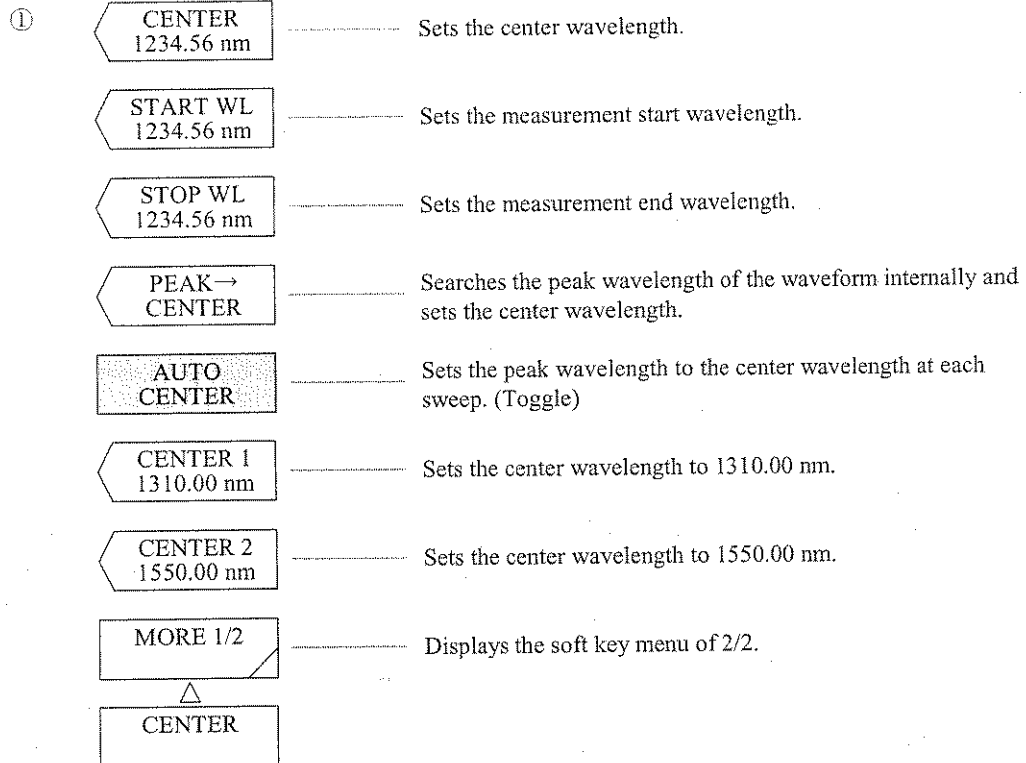 ①
CENTER
1234.56 nm
Sets the center wavelength.
START WL
1234.56 nm
Sets the measurement start wavelength.
STOP WL
1234.56 nm
Sets the measurement end wavelength.
PEAK→
CENTER
Searches the peak wavelength of the waveform internally and
sets the center wavelength.
AUTO
CENTER
Sets the peak wavelength to the center wavelength at each
sweep. (Toggle)
CENTER 1
1310.00 nm
Sets the center wavelength to 1310.00 nm.
CENTER 2
1550.00 nm
Sets the center wavelength to 1550.00 nm.
MORE 1/2
Displays the soft key menu of 2/2.
CENTER